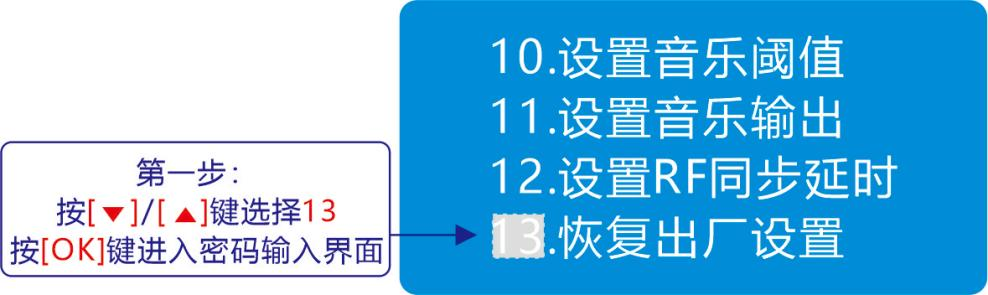 10.设置音乐阈值
11.设置音乐输出
12.设置RF同步延时
13.恢复出厂设置
第一步：
按[▼]/[▲]键选择13
按[OK]键进入密码输入界面